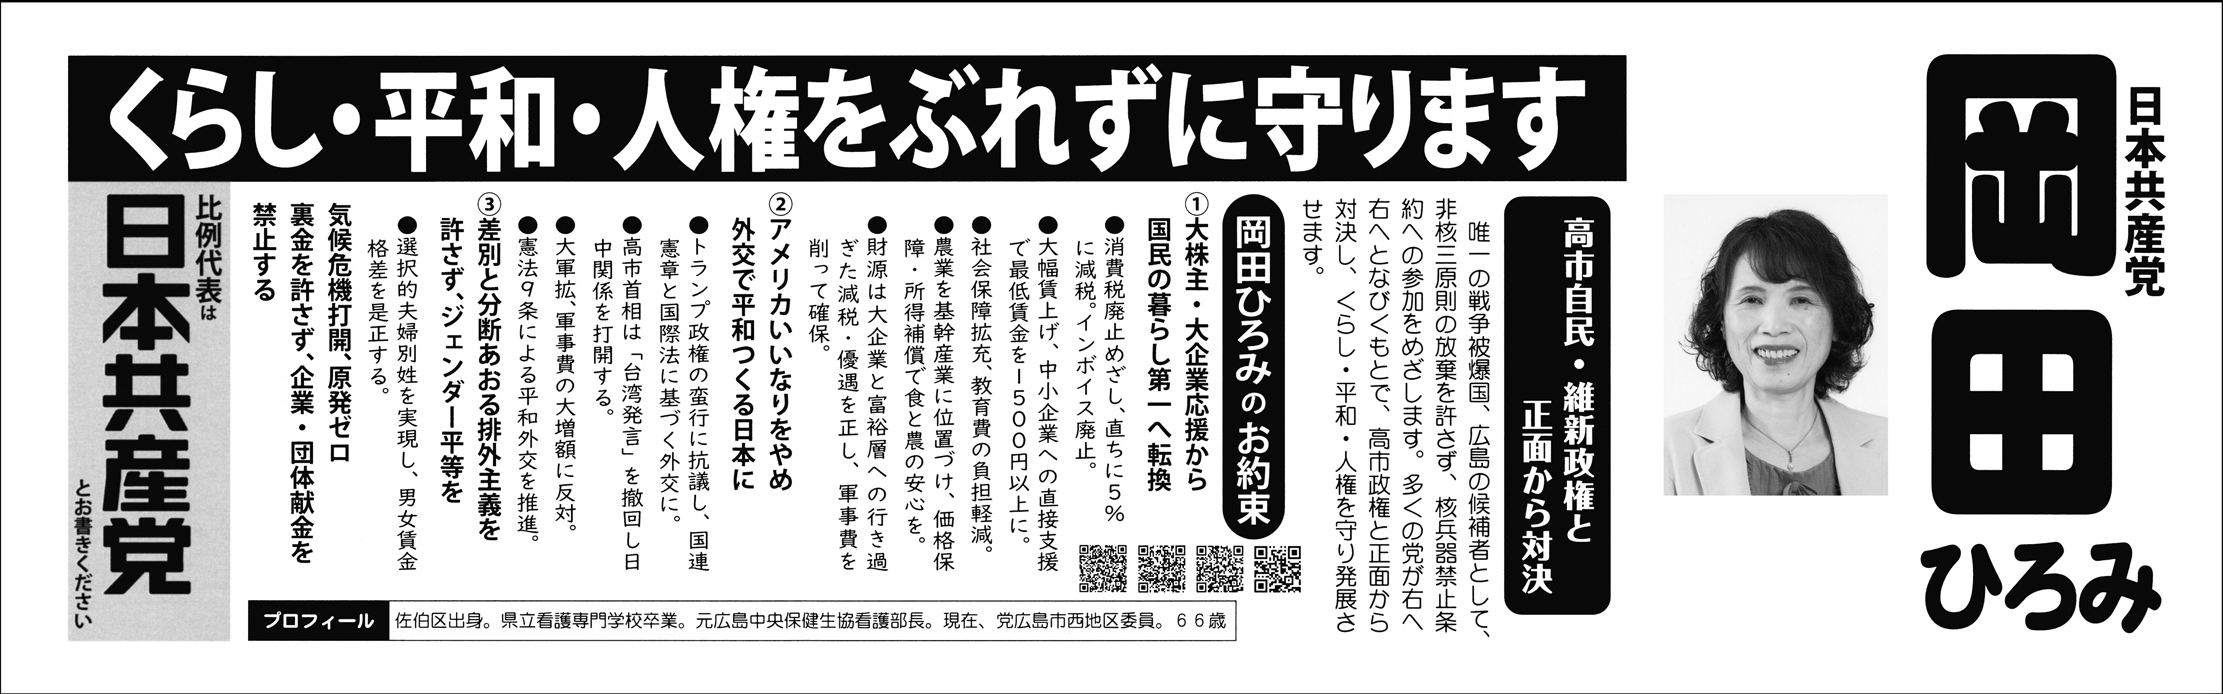 日本共産党
岡田
ひろみ
くらし・平和・人権をぶれずに守ります
高市自民・維新政権と
正面から対決
唯一の戦争被爆国、広島の候補者として、
非核三原則の放棄を許さず、核兵器禁止条
約への参加をめざします。多くの党が右へ
右へとなびくもとで、高市政権と正面から
対決し、くらし・平和・人権を守り発展さ
せます。
岡田ひろみのお約束
①大株主・大企業応援から
国民の暮らし第一へ転換
●消費税廃止めざし、直ちに5%
に減税。インボイス廃止。
●大幅賃上げ、中小企業への直接支援
で最低賃金を1500円以上に。
●社会保障拡充、教育費の負担軽減。
●農業を基幹産業に位置づけ、価格保
障・所得補償で食と農の安心を。
●財源は大企業と富裕層への行き過
ぎた減税・優遇を正し、軍事費を
削って確保。
②アメリカいいなりをやめ
外交で平和つくる日本に
●トランプ政権の蛮行に抗議し、国連
憲章と国際法に基づく外交に。
●高市首相は「台湾発言」を撤回し日
中関係を打開する。
●大軍拡、軍事費の大増額に反対。
●憲法9条による平和外交を推進。
③差別と分断あおる排外主義を
許さず、ジェンダー平等を
●選択的夫婦別姓を実現し、男女賃金
格差を是正する。
気候危機打開、原発ゼロ
裏金を許さず、企業・団体献金を
禁止する
プロフィール
佐伯区出身。県立看護専門学校卒業。元広島中央保健生協看護部長。現在、党広島市西地区委員。66歳
比例代表は
日本共産党
とお書きください